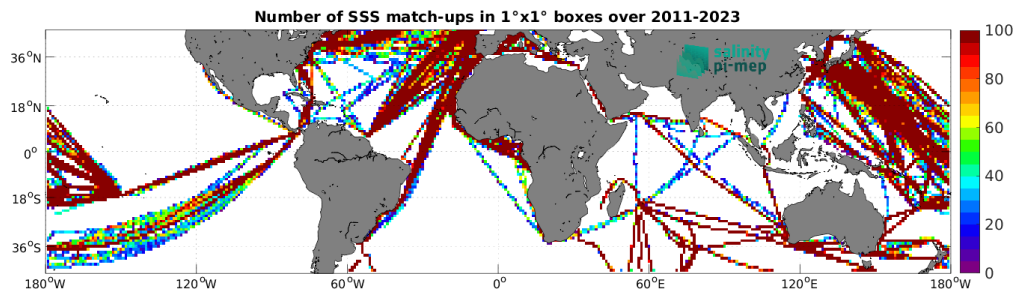 Number of SSS match-ups in 1°x1° boxes over 2011-2023
salinity
pi-mep
36°N
18°N
0°
18°S
36°S
180°W
120°W
60°W
0°
60°E
120°E
180°W
100
80
60
40
20
0